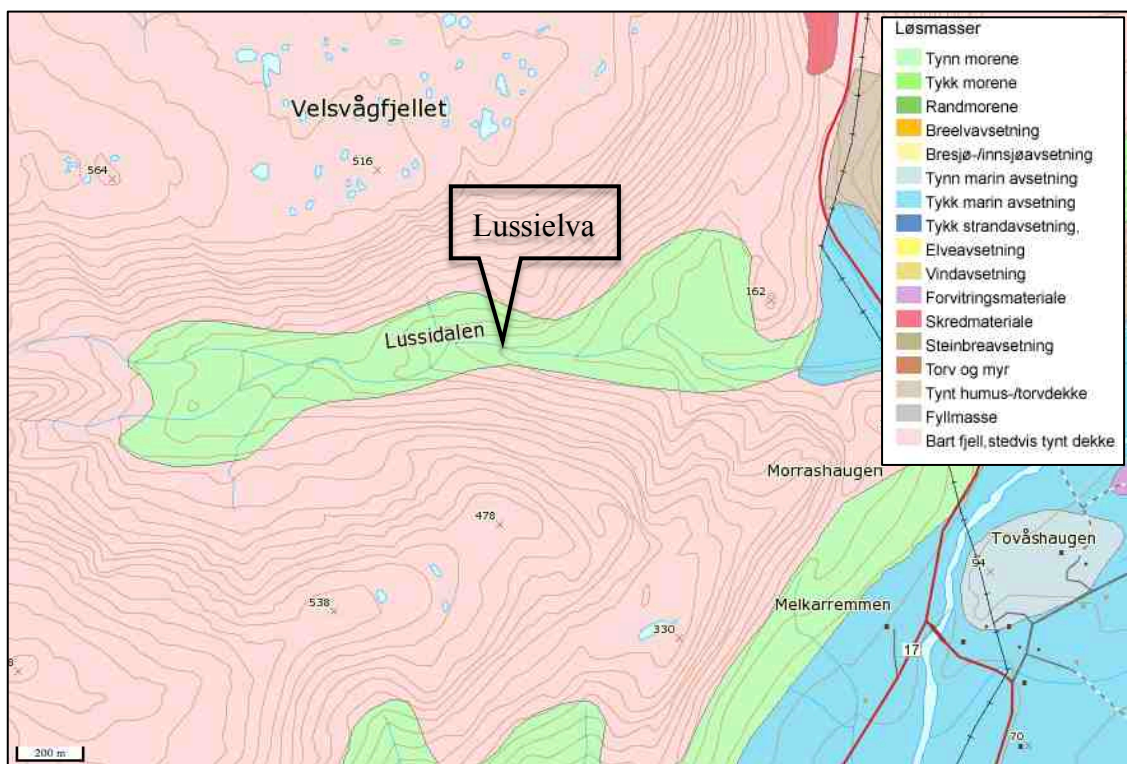 Løsmasser
Tynn morene
Tykk morene
Randmorene
Breelvavsetning
Bresjø-/innsjøavsetning
Tynn marin avsetning
Tykk marin avsetning
Tykk strandavsetning,
Elveavsetning
Vindavsetning
Forvitringsmateriale
Skredmateriale
Steinbreavsetning
Torv og myr
Tynt humus-/torvdekke
Fyllmasse
Bart fjell,stedvis tynt dekke
Velsvågfjellet
564
516
Lussielva
162
Lussidalen
Morrashaugen
478
Tovåshaugen
94
538
Melkarremmen
330
17
70
200 m